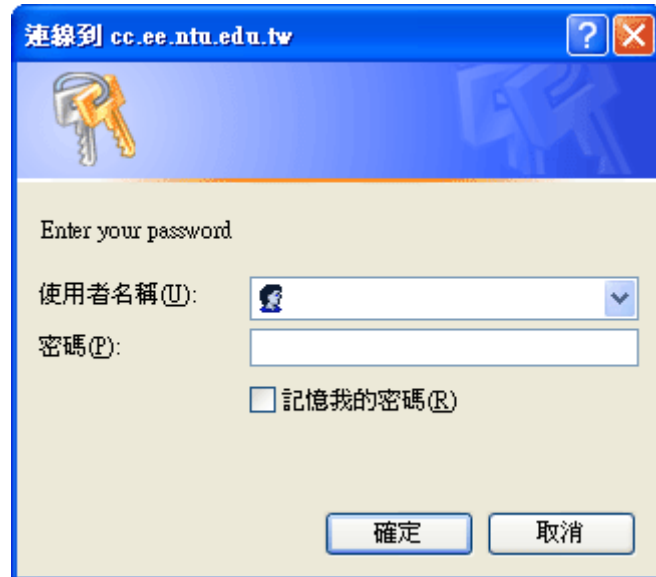 連線到 cc.ee.ntu.edu.tw
Enter your password
使用者名稱(U):
密碼(P):
記憶我的密碼(R)
確定 取消